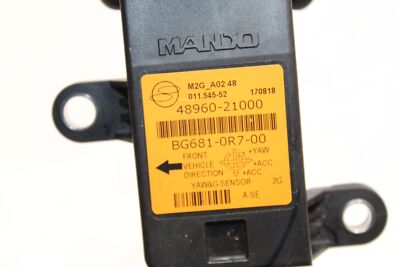 MANDO
M2G_A02 48
011.545-52 170818
48960-21000
BG681-0R7-00
FRONT +YAW
VEHICLE +ACC
DIRECTION +ACC
YAW&G SENSOR 2G
A-SE